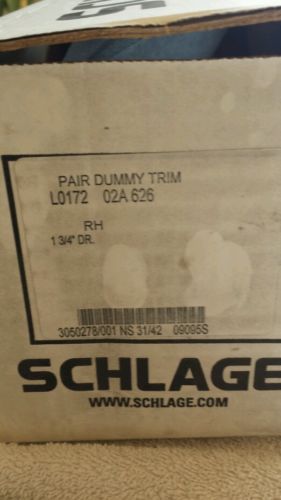 PAIR DUMMY TRIM
L0172 02A 626
RH
1 3/4" DR.
3050278/001 NS 31/42 09095S
SCHLAGE
WWW.SCHLAGE.COM